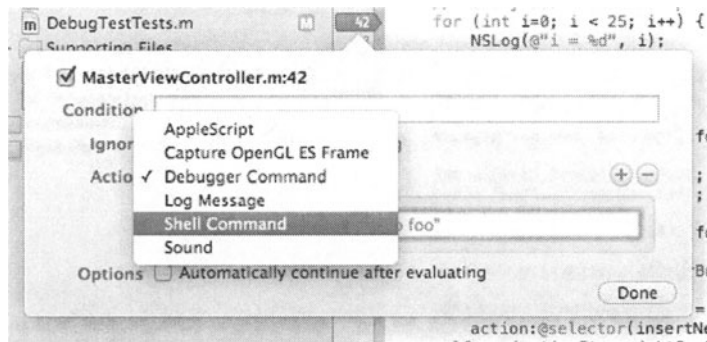 DebugTestTests.m M 42 for (int i=0; i < 25; i++) {
Supporting Files NSLog(@"i = %d", i);
MasterViewController.m:42
Condition
AppleScript
Ignor
Capture OpenGL ES Frame
Actio ✓ Debugger Command
Log Message
Shell Command foo"
Sound
Options Automatically continue after evaluating
Done
action:@selector(insertNe